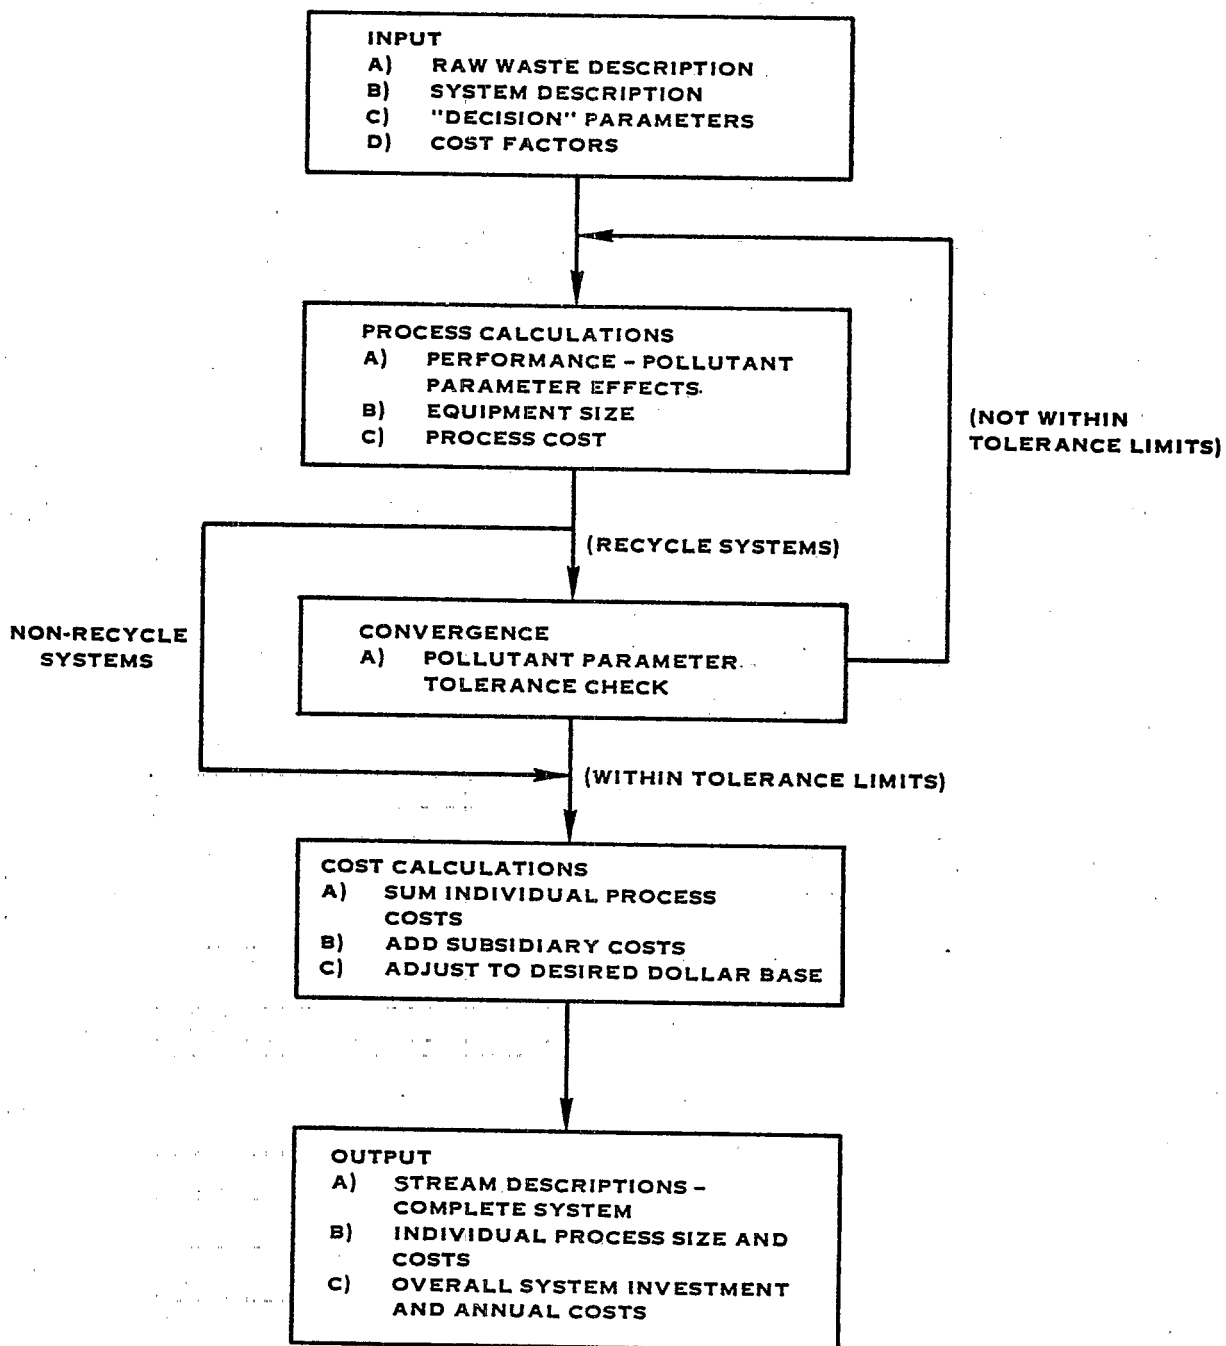 INPUT
A) RAW WASTE DESCRIPTION
B) SYSTEM DESCRIPTION
C) "DECISION" PARAMETERS
D) COST FACTORS
PROCESS CALCULATIONS
A) PERFORMANCE - POLLUTANT
PARAMETER EFFECTS
B) EQUIPMENT SIZE
C) PROCESS COST
(NOT WITHIN
TOLERANCE LIMITS)
(RECYCLE SYSTEMS)
NON-RECYCLE
SYSTEMS
CONVERGENCE
A) POLLUTANT PARAMETER
TOLERANCE CHECK
(WITHIN TOLERANCE LIMITS)
COST CALCULATIONS
A) SUM INDIVIDUAL PROCESS
COSTS
B) ADD SUBSIDIARY COSTS
C) ADJUST TO DESIRED DOLLAR BASE
OUTPUT
A) STREAM DESCRIPTIONS -
COMPLETE SYSTEM
B) INDIVIDUAL PROCESS SIZE AND
COSTS
C) OVERALL SYSTEM INVESTMENT
AND ANNUAL COSTS